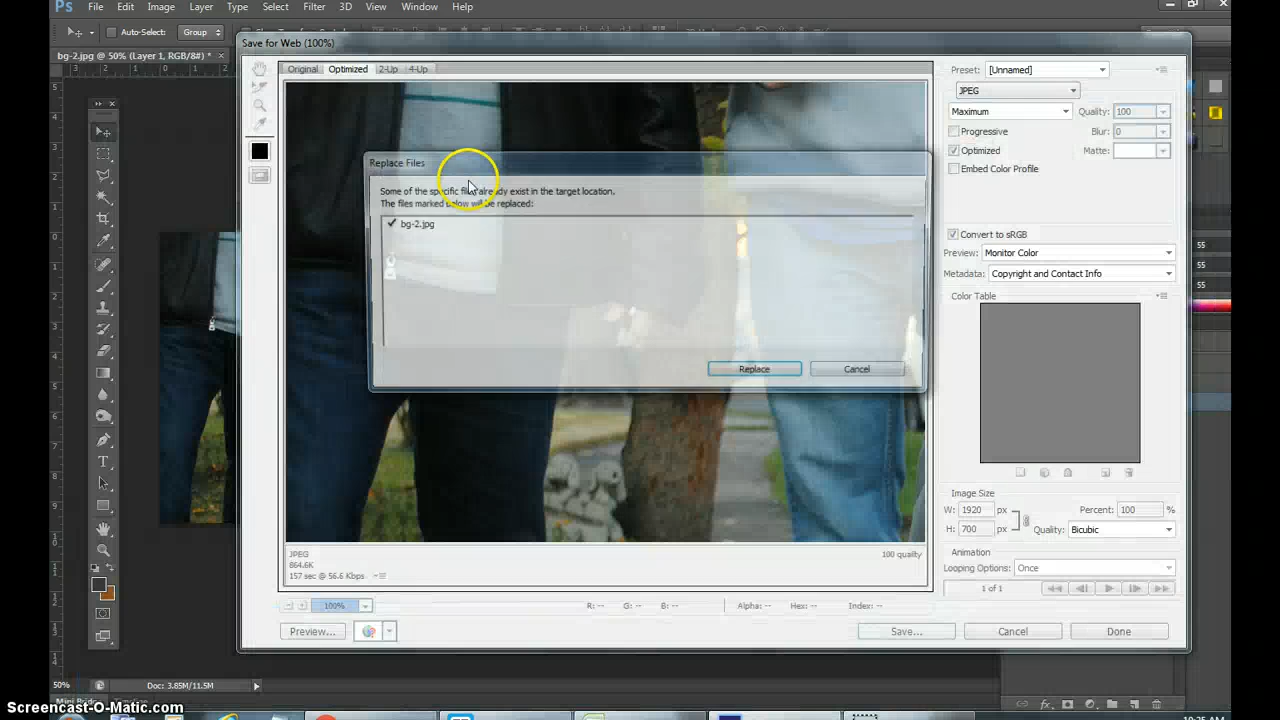 Ps File Edit Image Layer Type Select Filter 3D View Window Help
Auto-Select: Group
bg-2.jpg @ 50% (Layer 1, RGB/8#) * ×
Save for Web (100%)
Original Optimized 2-Up 4-Up
Preset: [Unnamed]
JPEG
Maximum Quality: 100
Progressive Blur: 0
Optimized Matte:
Embed Color Profile
Replace Files
Some of the specific files already exist in the target location.
The files marked below will be replaced:
bg-2.jpg
Replace Cancel
Convert to sRGB
Preview: Monitor Color
Metadata: Copyright and Contact Info
Color Table
55
55
55
Image Size
W: 1920 px Percent: 100 %
H: 700 px Quality: Bicubic
Animation
Looping Options: Once
1 of 1
JPEG 100 quality
864.6K
157 sec @ 56.6 Kbps
100% R: -- G: -- B: -- Alpha: -- Hex: -- Index: --
Preview... Save... Cancel Done
50% Doc: 3.85M/11.5M
Screencast-O-Matic.com